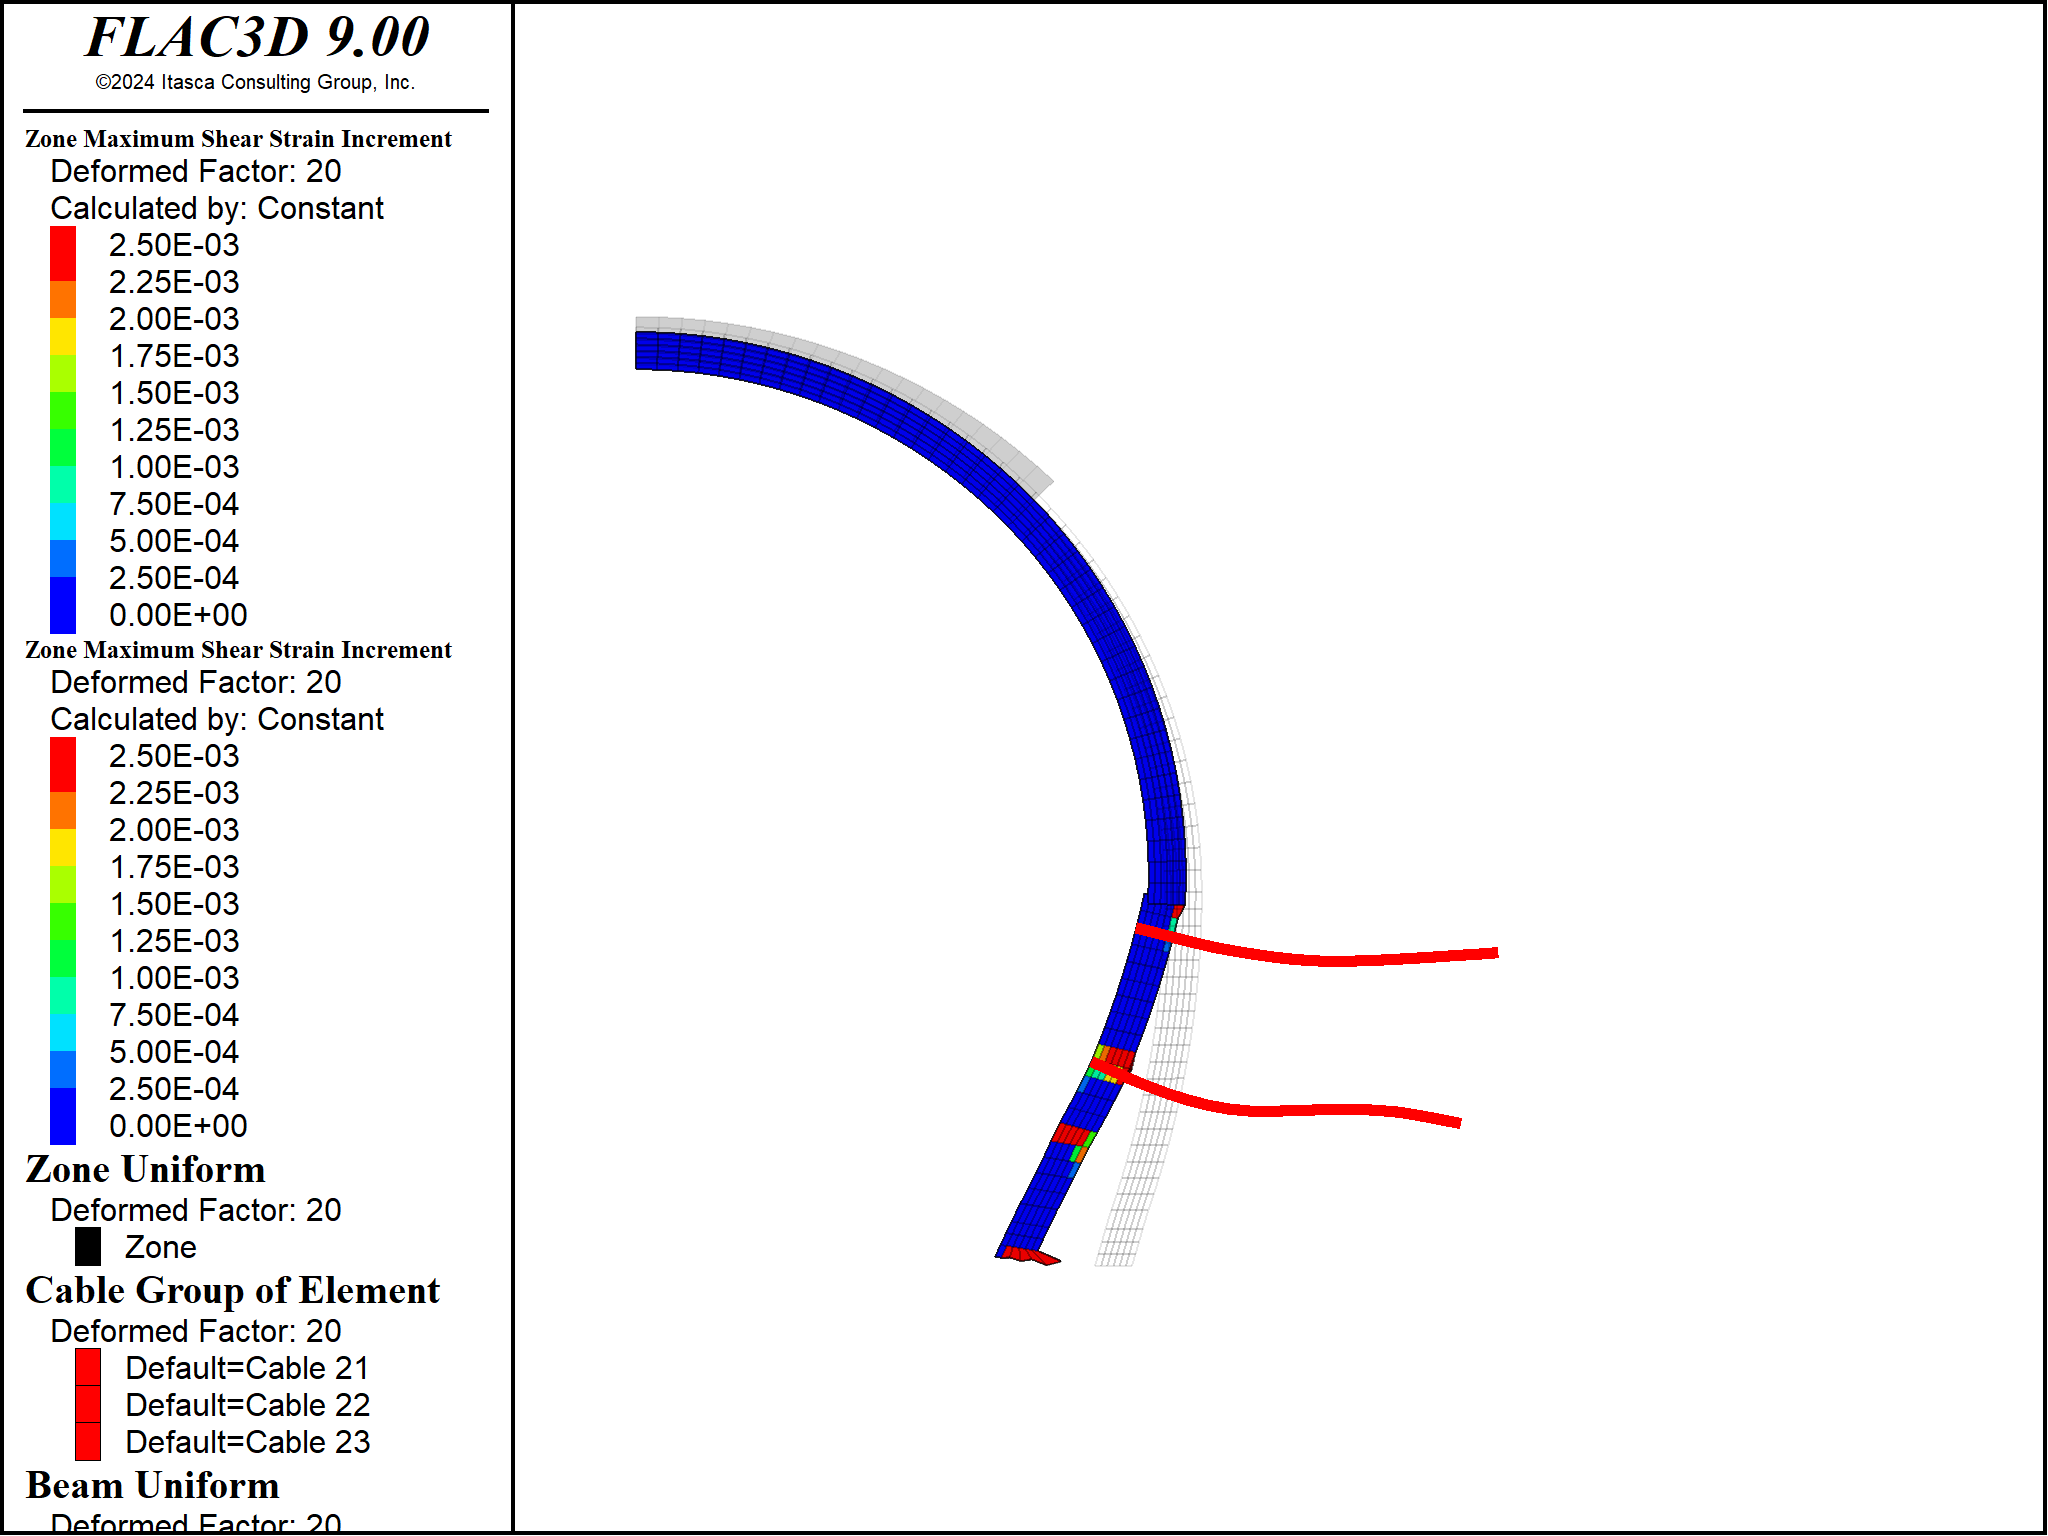 FLAC3D 9.00
©2024 Itasca Consulting Group, Inc.
Zone Maximum Shear Strain Increment
Deformed Factor: 20
Calculated by: Constant
2.50E-03
2.25E-03
2.00E-03
1.75E-03
1.50E-03
1.25E-03
1.00E-03
7.50E-04
5.00E-04
2.50E-04
0.00E+00
Zone Maximum Shear Strain Increment
Deformed Factor: 20
Calculated by: Constant
2.50E-03
2.25E-03
2.00E-03
1.75E-03
1.50E-03
1.25E-03
1.00E-03
7.50E-04
5.00E-04
2.50E-04
0.00E+00
Zone Uniform
Deformed Factor: 20
Zone
Cable Group of Element
Deformed Factor: 20
Default=Cable 21
Default=Cable 22
Default=Cable 23
Beam Uniform
Deformed Factor: 20